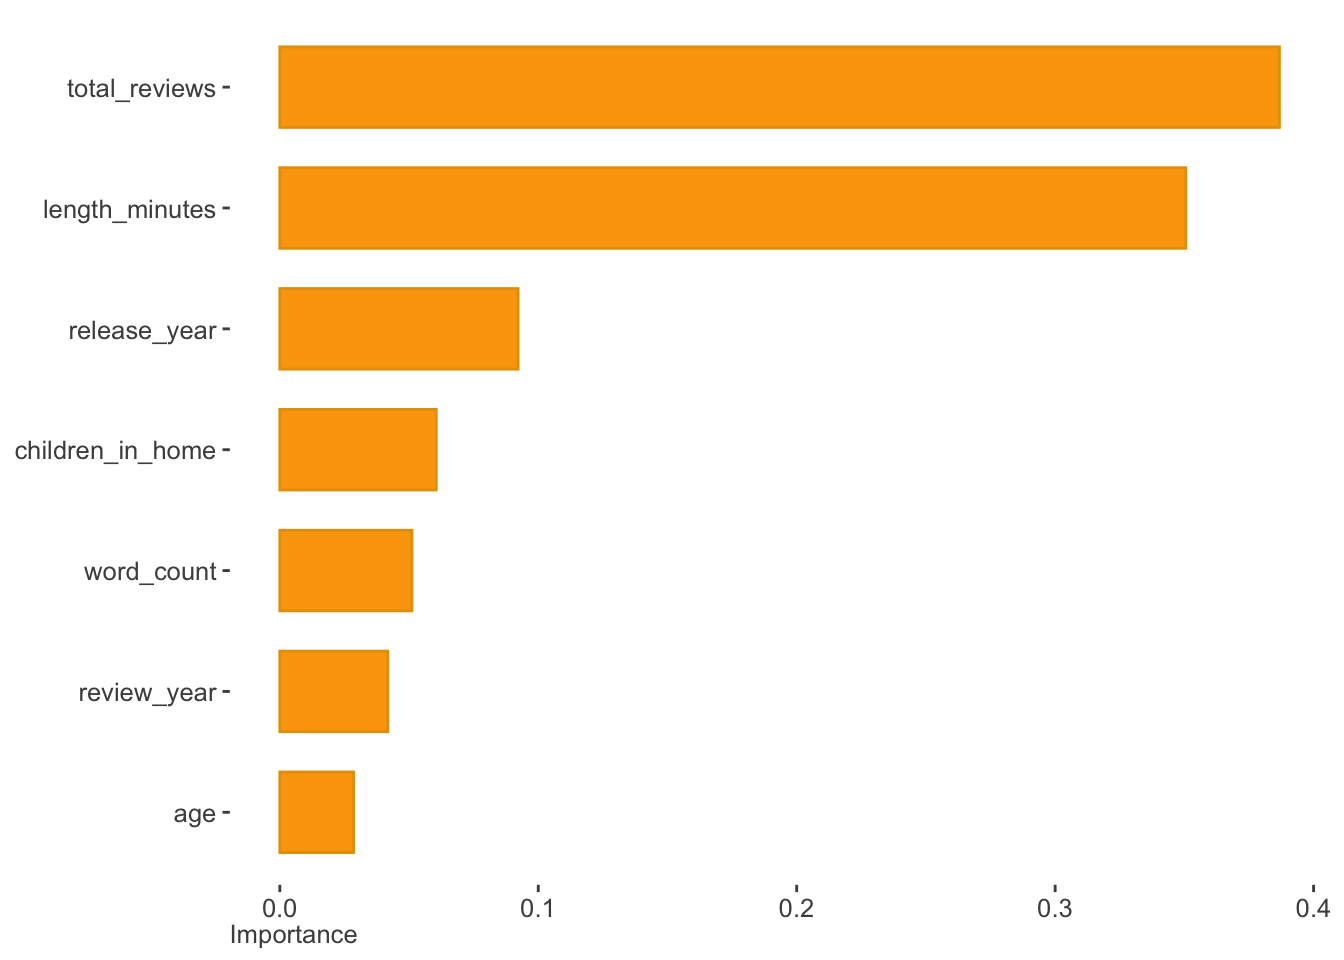 total_reviews
length_minutes
release_year
children_in_home
word_count
review_year
age
0.0 0.1 0.2 0.3 0.4
Importance